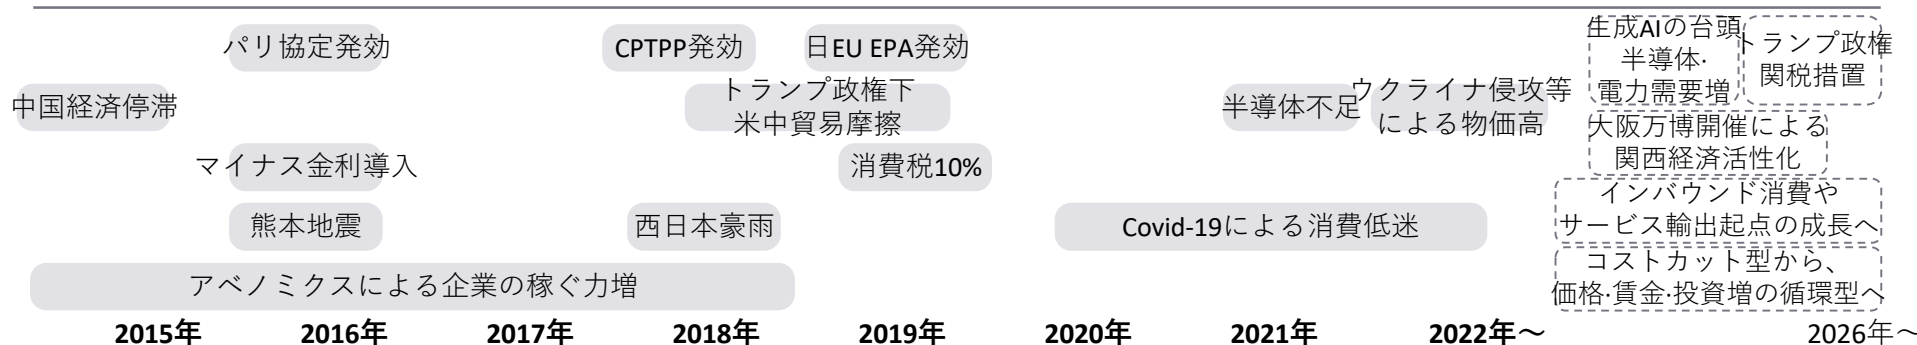 パリ協定発効
CPTPP発効
日EU EPA発効
生成AIの台頭
半導体·
電力需要増
トランプ政権
関税措置
中国経済停滞
トランプ政権下
米中貿易摩擦
半導体不足
ウクライナ侵攻等
による物価高
大阪万博開催による
関西経済活性化
マイナス金利導入
消費税10%
インバウンド消費や
サービス輸出起点の成長へ
熊本地震
西日本豪雨
Covid-19による消費低迷
コストカット型から、
価格·賃金·投資増の循環型へ
アベノミクスによる企業の稼ぐ力増
2015年
2016年
2017年
2018年
2019年
2020年
2021年
2022年～
2026年～